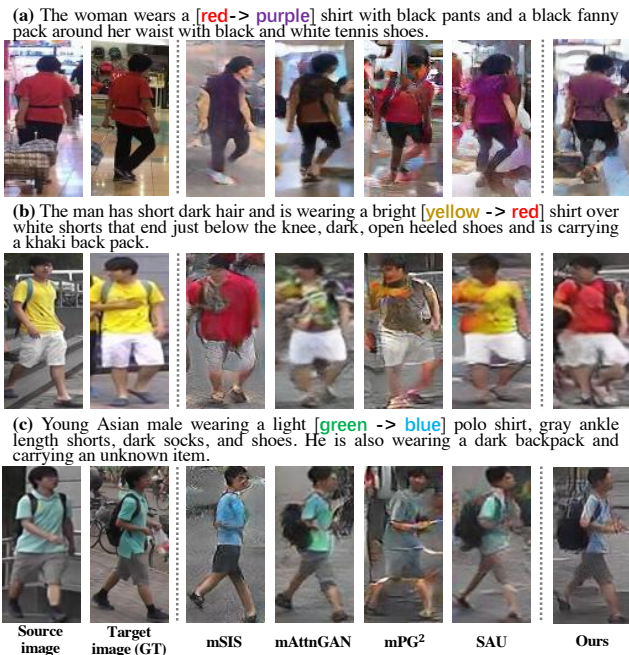 (a) The woman wears a [red-> purple] shirt with black pants and a black fanny
pack around her waist with black and white tennis shoes.
(b) The man has short dark hair and is wearing a bright [yellow -> red] shirt over
white shorts that end just below the knee, dark, open heeled shoes and is carrying
a khaki back pack.
(c) Young Asian male wearing a light [green -> blue] polo shirt, gray ankle
length shorts, dark socks, and shoes. He is also wearing a dark backpack and
carrying an unknown item.
Source image
Target image (GT)
mSIS
mAttnGAN
mPG²
SAU
Ours